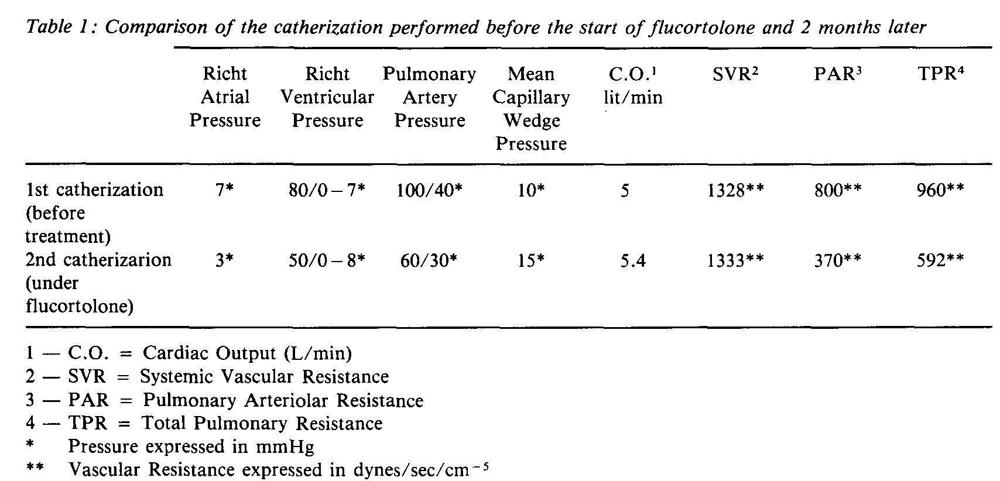 Table 1: Comparison of the catherization performed before the start of flucortolone and 2 months later
Richt Richt Pulmonary Mean C.O.¹ SVR² PAR³ TPR⁴
Atrial Ventricular Artery Capillary lit/min
Pressure Pressure Pressure Wedge
Pressure
1st catherization 7* 80/0–7* 100/40* 10* 5 1328** 800** 960**
(before
treatment)
2nd catherizarion 3* 50/0–8* 60/30* 15* 5.4 1333** 370** 592**
(under
flucortolone)
1 — C.O. = Cardiac Output (L/min)
2 — SVR = Systemic Vascular Resistance
3 — PAR = Pulmonary Arteriolar Resistance
4 — TPR = Total Pulmonary Resistance
* Pressure expressed in mmHg
** Vascular Resistance expressed in dynes/sec/cm⁻⁵